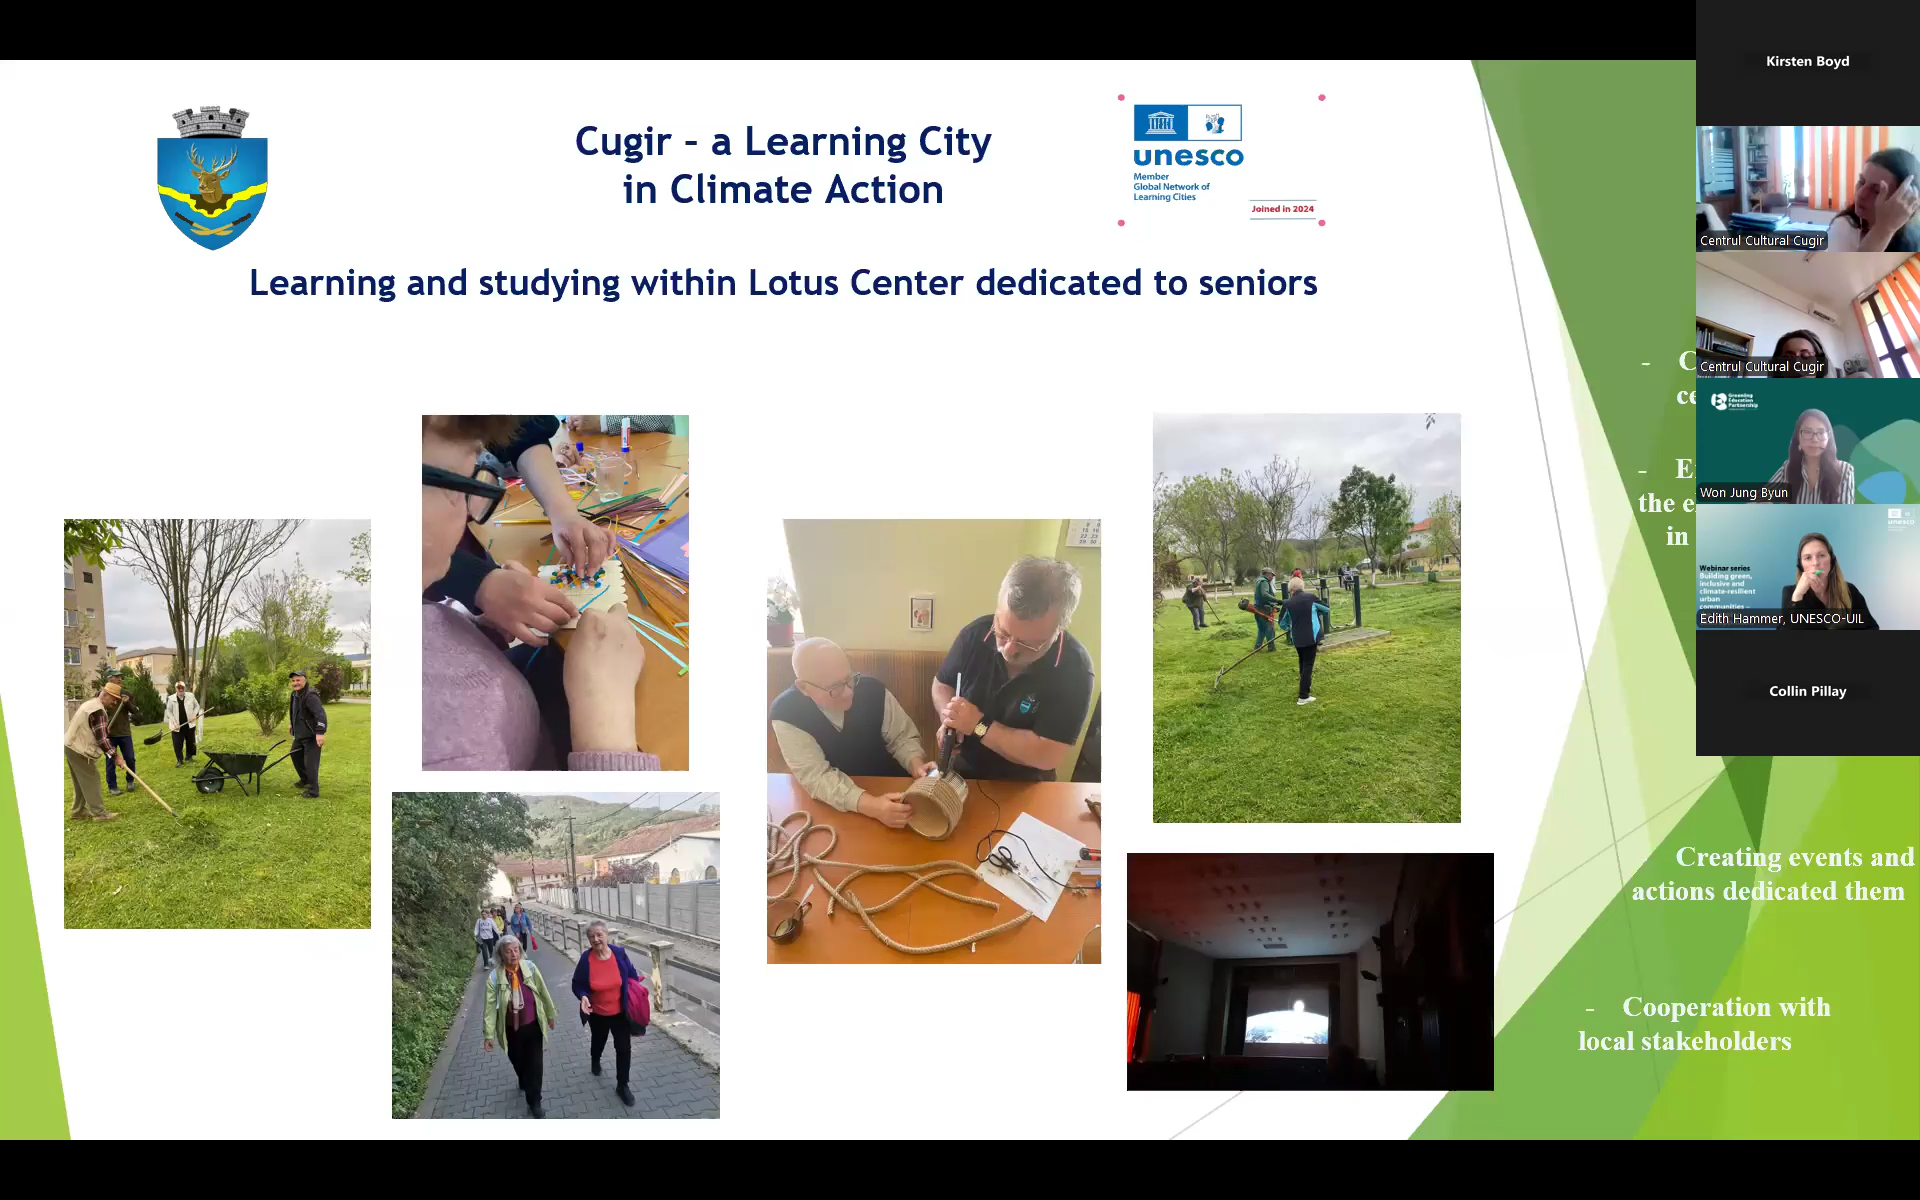 Cugir – a Learning City
in Climate Action
unesco
Member
Global Network of
Learning Cities
Joined in 2024
Learning and studying within Lotus Center dedicated to seniors
-
-
the
in
- Creating events and
actions dedicated them
- Cooperation with
local stakeholders
Kirsten Boyd
Centrul Cultural Cugir
Centrul Cultural Cugir
Greening
Education
Partnership
Won Jung Byun
unesco
Webinar series
Building green,
inclusive and
climate-resilient
urban
communities –
Edith Hammer, UNESCO-UIL
Collin Pillay